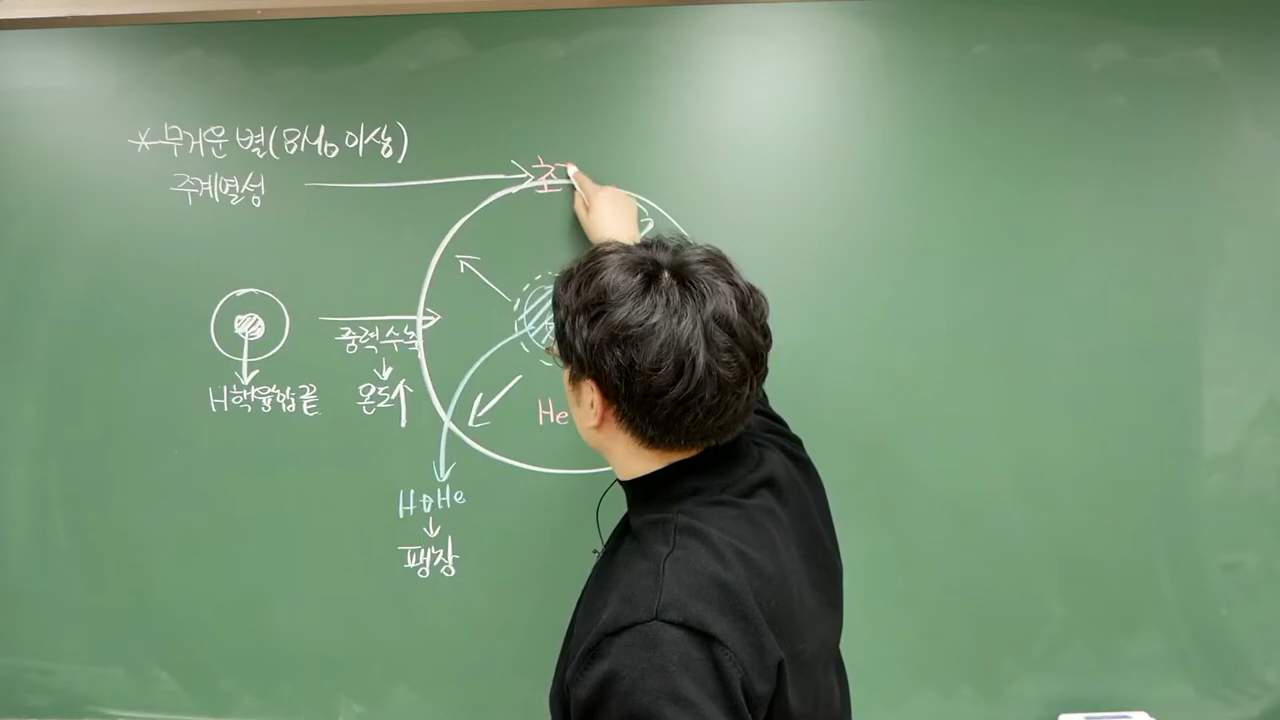 * 무거운 별(8M⊙ 이상)
주계열성 → 초
H핵융합끝
중력수축
↓
온도↑
He
H→He
↓
팽창